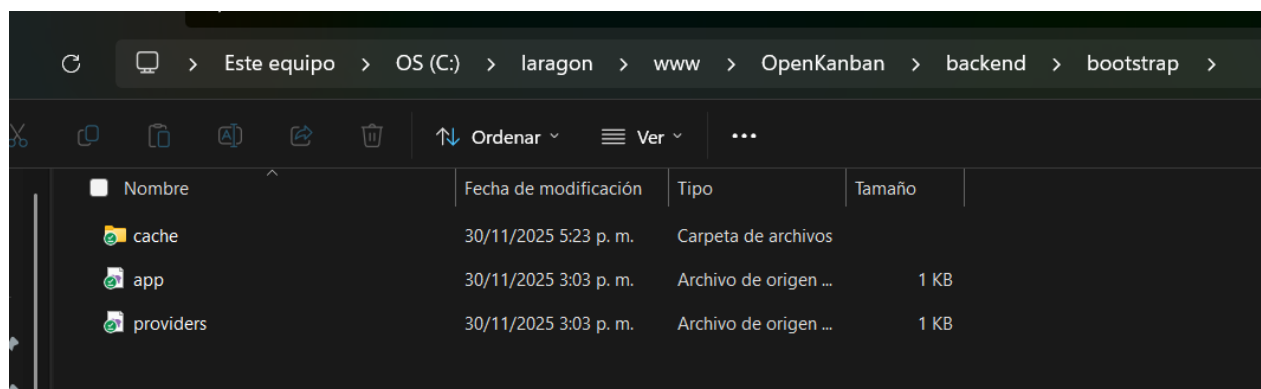 Este equipo > OS (C:) > laragon > www > OpenKanban > backend > bootstrap >
Ordenar Ver ...
Nombre Fecha de modificación Tipo Tamaño
cache 30/11/2025 5:23 p. m. Carpeta de archivos
app 30/11/2025 3:03 p. m. Archivo de origen ... 1 KB
providers 30/11/2025 3:03 p. m. Archivo de origen ... 1 KB